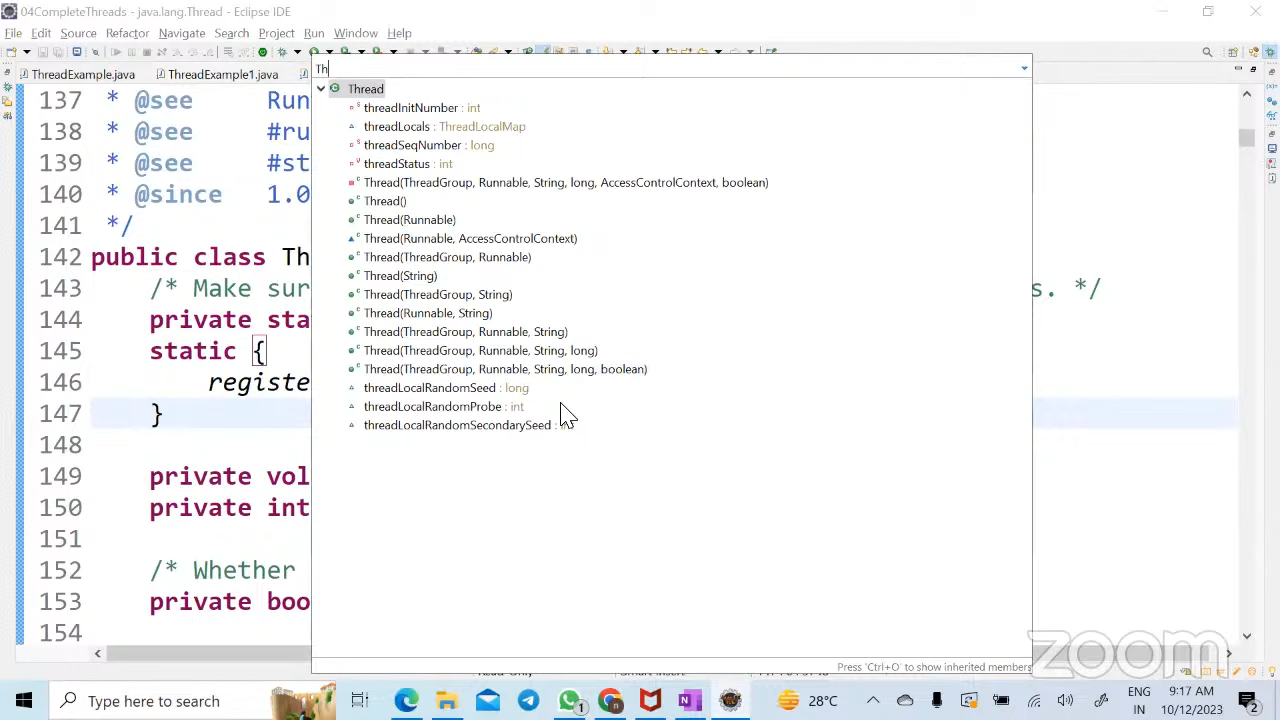 04CompleteThreads - java.lang.Thread - Eclipse IDE
File Edit Source Refactor Navigate Search Project Run Window Help
Th
ThreadExample.java ThreadExample1.java
Thread
threadInitNumber : int
threadLocals : ThreadLocalMap
threadSeqNumber : long
threadStatus : int
Thread(ThreadGroup, Runnable, String, long, AccessControlContext, boolean)
Thread()
Thread(Runnable)
Thread(Runnable, AccessControlContext)
Thread(ThreadGroup, Runnable)
Thread(String)
Thread(ThreadGroup, String)
Thread(Runnable, String)
Thread(ThreadGroup, Runnable, String)
Thread(ThreadGroup, Runnable, String, long)
Thread(ThreadGroup, Runnable, String, long, boolean)
threadLocalRandomSeed : long
threadLocalRandomProbe : int
threadLocalRandomSecondarySeed :
Press 'Ctrl+O' to show inherited members
137 * @see Run
138 * @see #ru
139 * @see #st
140 * @since 1.0
141 */
142 public class Th
143 /* Make sur s. */
144 private sta
145 static {
146 registe
147 }
148
149 private vol
150 private int
151
152 /* Whether
153 private boo
154
zoom
Type here to search
1
28°C
ENG
IN
9:17 AM
10/12/2023
2